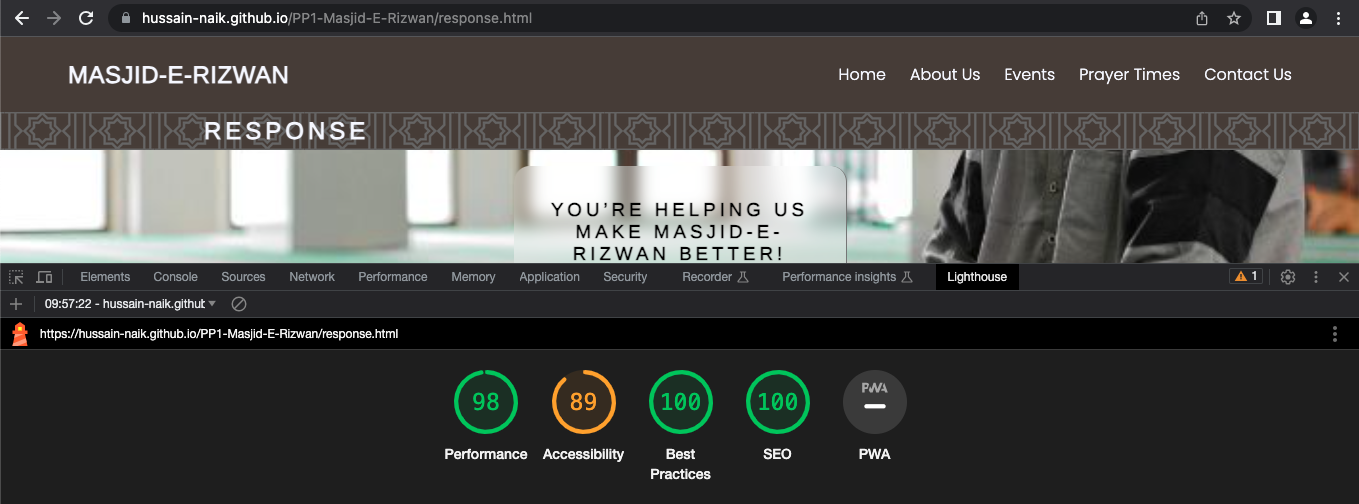 hussain-naik.github.io/PP1-Masjid-E-Rizwan/response.html
MASJID-E-RIZWAN Home About Us Events Prayer Times Contact Us
RESPONSE
YOU’RE HELPING US
MAKE MASJID-E-
RIZWAN BETTER!
Elements Console Sources Network Performance Memory Application Security Recorder Performance insights Lighthouse 1
09:57:22 - hussain-naik.github
https://hussain-naik.github.io/PP1-Masjid-E-Rizwan/response.html
98 89 100 100 PWA
Performance Accessibility Best Practices SEO PWA